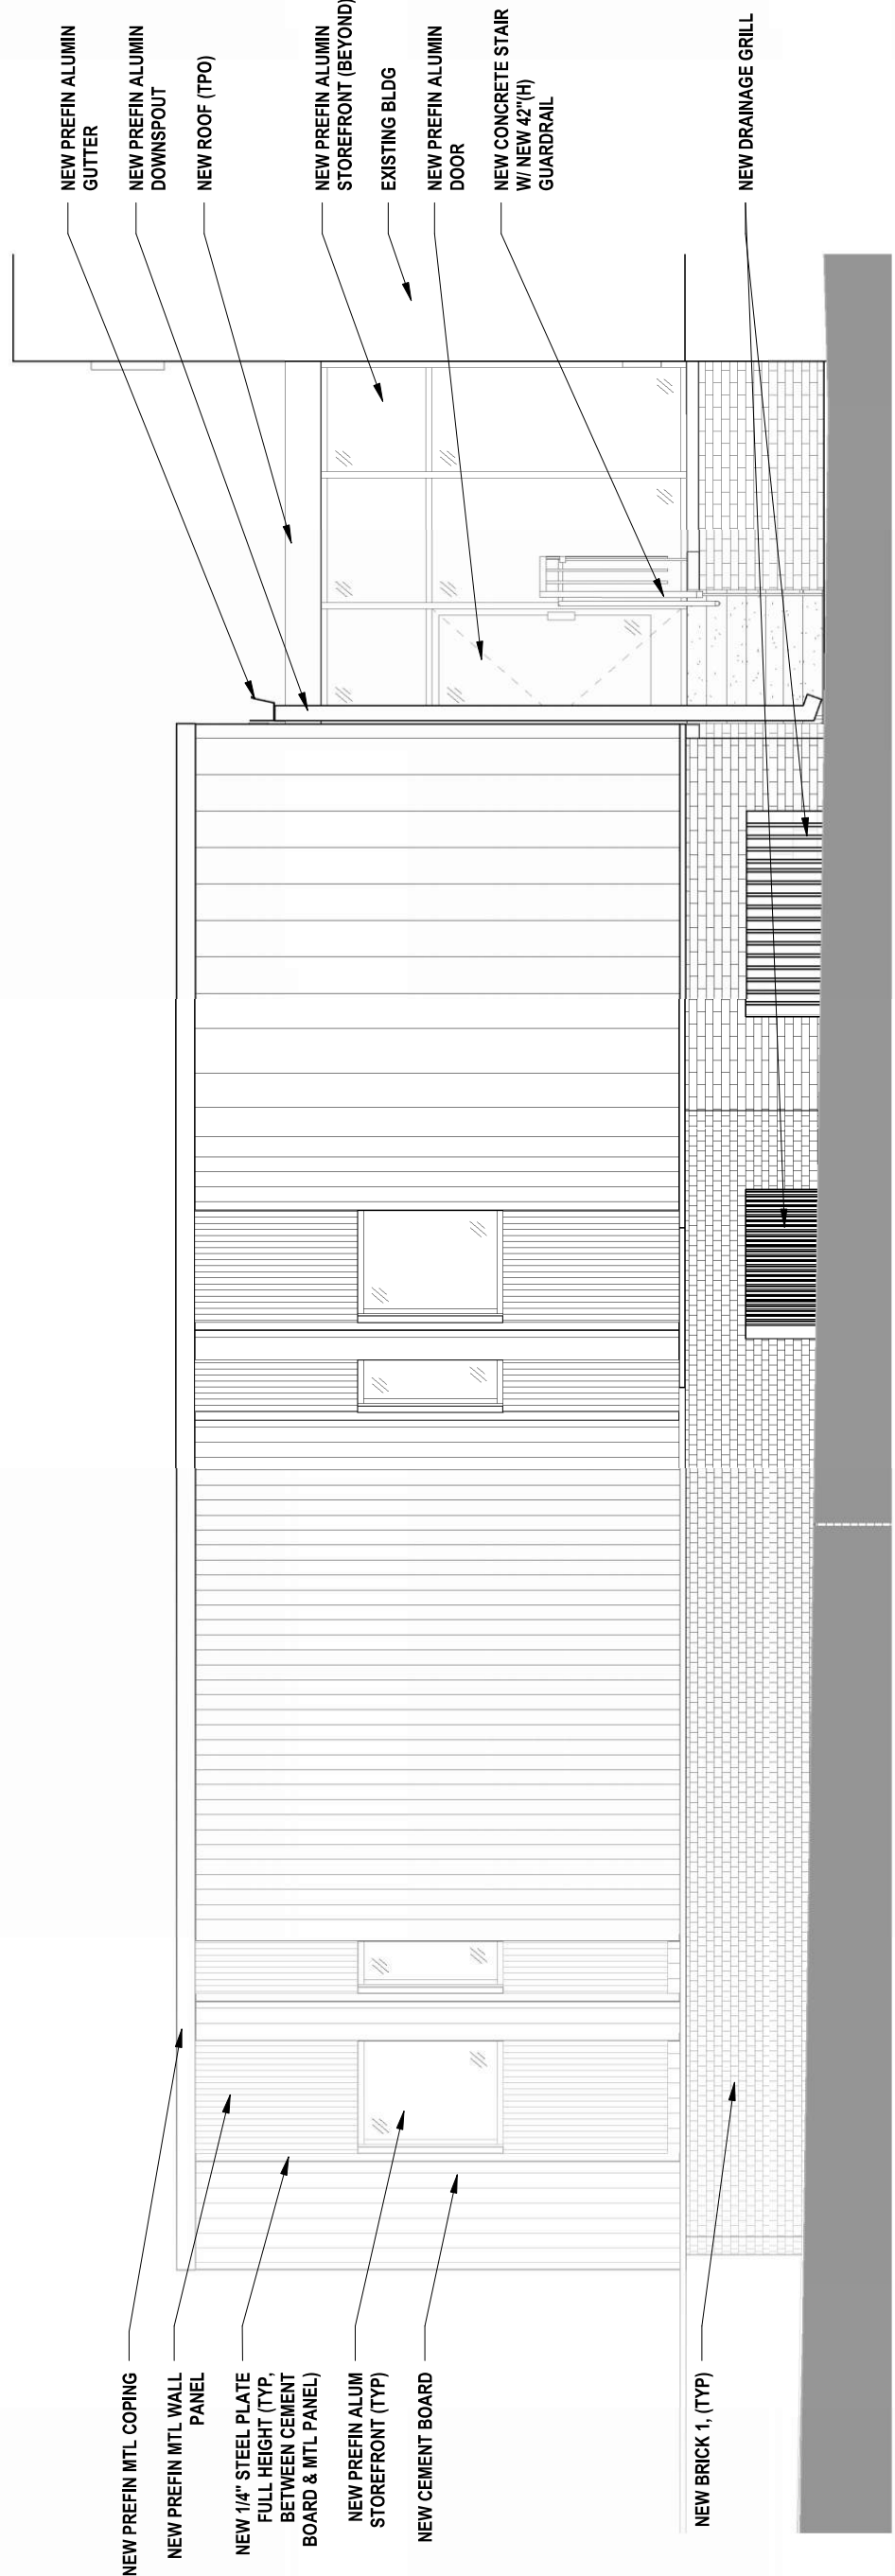 NEW PREFIN MTL COPING
NEW PREFIN MTL WALL
PANEL
NEW 1/4" STEEL PLATE
FULL HEIGHT (TYP,
BETWEEN CEMENT
BOARD & MTL PANEL)
NEW PREFIN ALUM
STOREFRONT (TYP)
NEW CEMENT BOARD
NEW BRICK 1, (TYP)
NEW PREFIN ALUMIN
GUTTER
NEW PREFIN ALUMIN
DOWNSPOUT
NEW ROOF (TPO)
NEW PREFIN ALUMIN
STOREFRONT (BEYOND)
EXISTING BLDG
NEW PREFIN ALUMIN
DOOR
NEW CONCRETE STAIR
W/ NEW 42"(H)
GUARDRAIL
NEW DRAINAGE GRILL